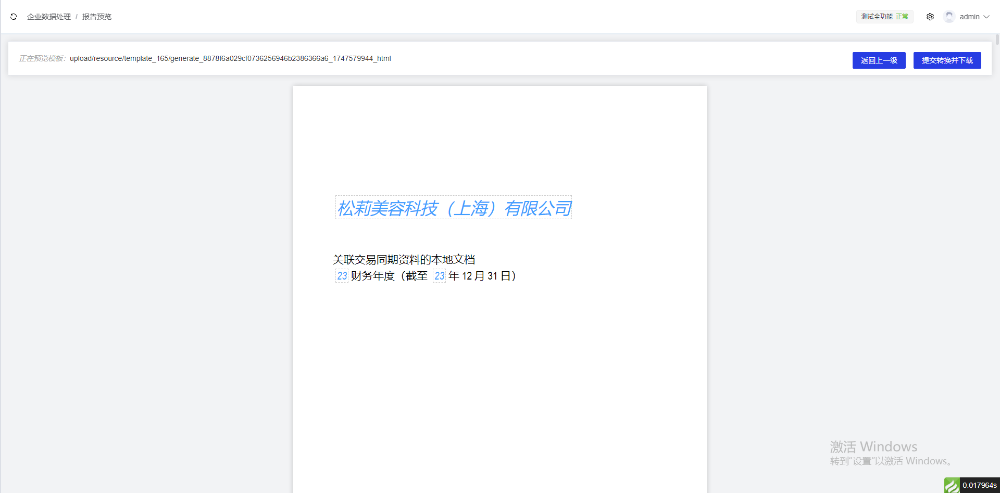 企业数据处理 / 报告预览
测试全功能 正常
admin
正在预览模板：upload/resource/template_165/generate_8878f6a029cf0736256946b2386366a6_1747579944_html
返回上一级
提交转换并下载
松莉美容科技（上海）有限公司
关联交易同期资料的本地文档
23 财务年度（截至 23 年 12 月 31 日）
激活 Windows
转到“设置”以激活 Windows。
0.017964s